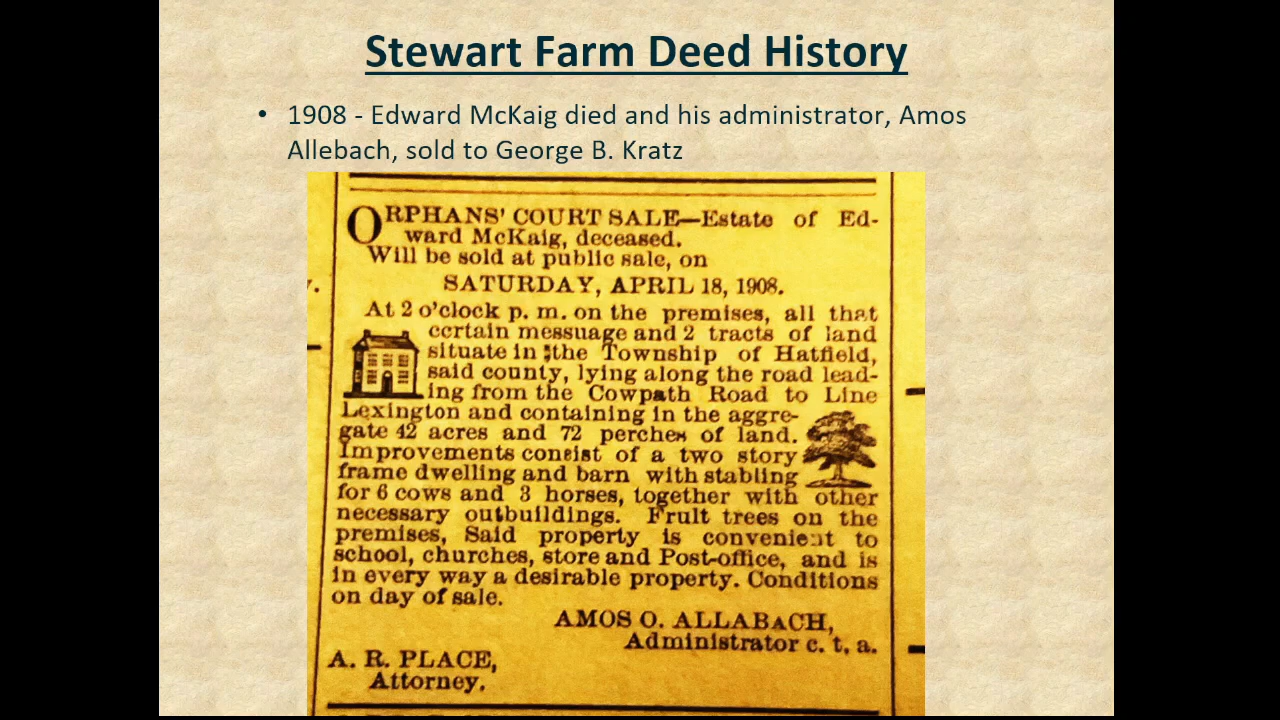 Stewart Farm Deed History
• 1908 - Edward McKaig died and his administrator, Amos
Allebach, sold to George B. Kratz
ORPHANS' COURT SALE—Estate of Ed-
ward McKaig, deceased.
Will be sold at public sale, on
SATURDAY, APRIL 18, 1908.
At 2 o'clock p. m. on the premises, all that
certain messuage and 2 tracts of land
situate in the Township of Hatfield,
said county, lying along the road lead-
ing from the Cowpath Road to Line
Lexington and containing in the aggre-
gate 42 acres and 72 perches of land.
Improvements consist of a two story
frame dwelling and barn with stabling
for 6 cows and 3 horses, together with other
necessary outbuildings. Fruit trees on the
premises, Said property is convenient to
school, churches, store and Post-office, and is
in every way a desirable property. Conditions
on day of sale.
AMOS O. ALLABACH,
Administrator c. t. a.
A. R. PLACE,
Attorney.